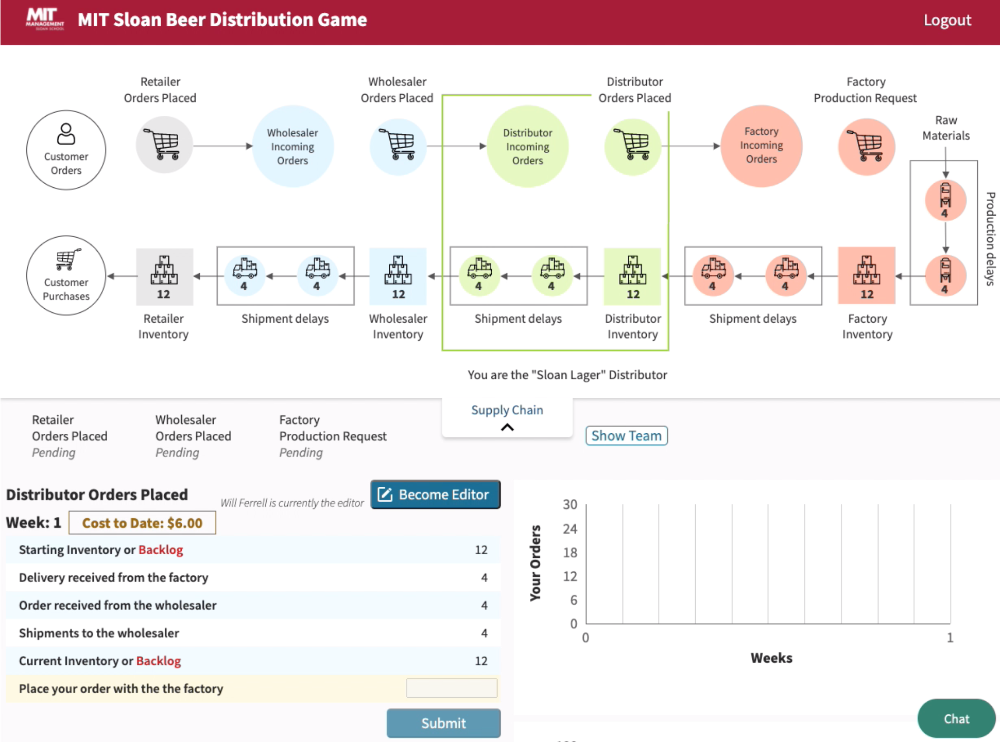 MIT
MANAGEMENT
SLOAN SCHOOL
MIT Sloan Beer Distribution Game
Logout
Retailer
Orders Placed
Wholesaler
Orders Placed
Distributor
Orders Placed
Factory
Production Request
Customer
Orders
Wholesaler
Incoming
Orders
Distributor
Incoming
Orders
Factory
Incoming
Orders
Raw
Materials
4
Production delays
4
Customer
Purchases
12
Retailer
Inventory
4
4
Shipment delays
12
Wholesaler
Inventory
4
4
Shipment delays
12
Distributor
Inventory
4
4
Shipment delays
12
Factory
Inventory
You are the "Sloan Lager" Distributor
Supply Chain
Retailer
Orders Placed
Pending
Wholesaler
Orders Placed
Pending
Factory
Production Request
Pending
Show Team
Distributor Orders Placed
Will Ferrell is currently the editor
Become Editor
Week: 1
Cost to Date: $6.00
Starting Inventory or Backlog 12
Delivery received from the factory 4
Order received from the wholesaler 4
Shipments to the wholesaler 4
Current Inventory or Backlog 12
Place your order with the the factory
Submit
Your Orders
30
24
18
12
6
0
0 1
Weeks
Chat